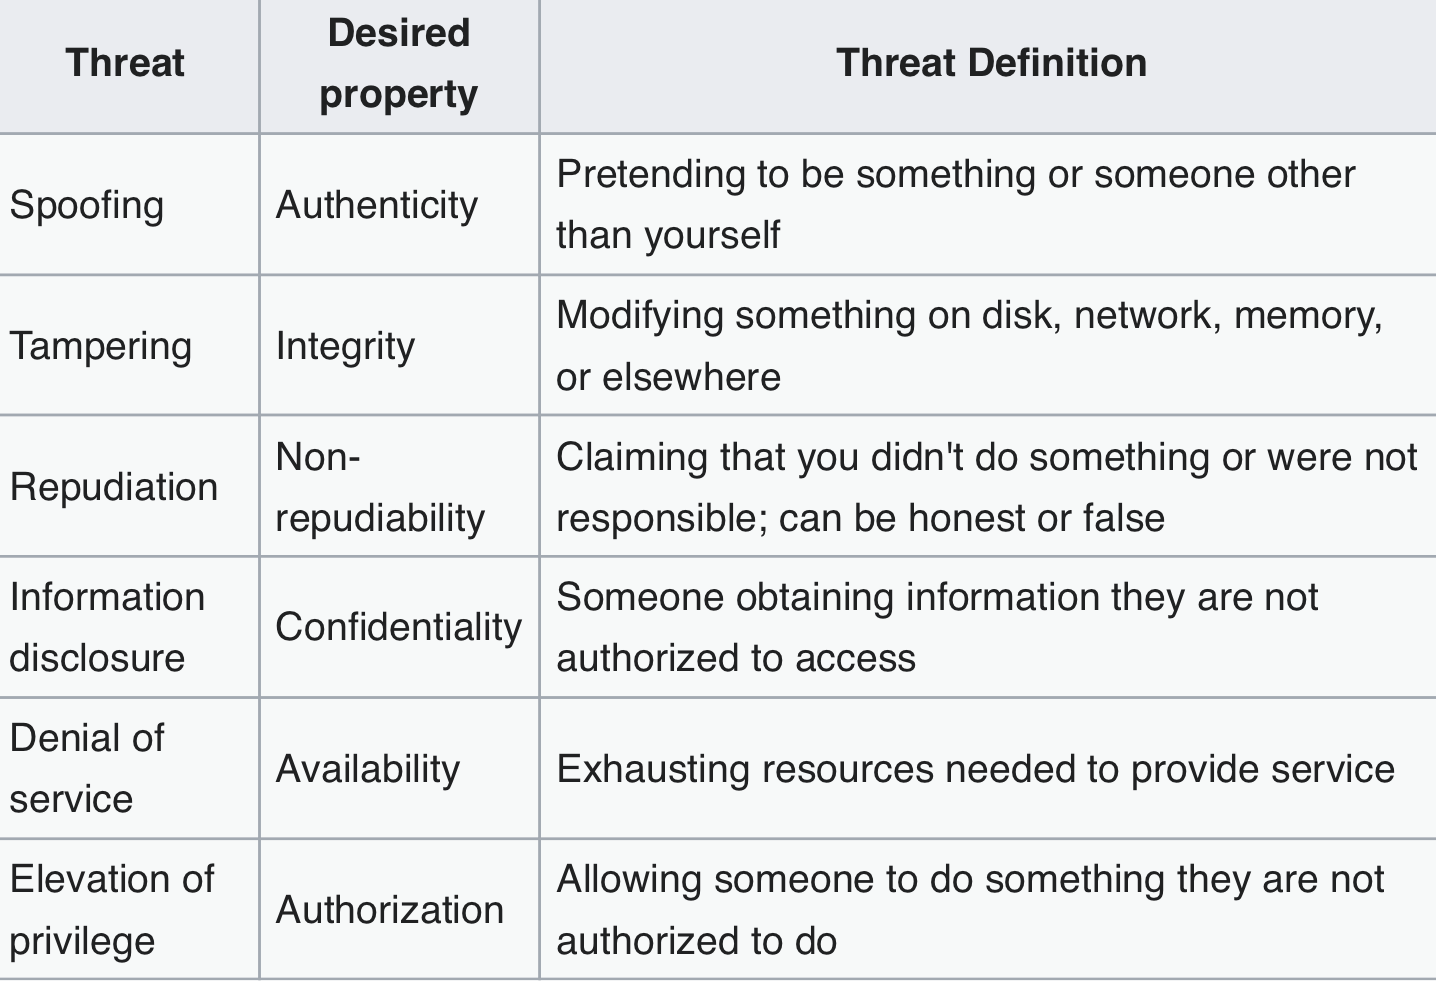 Threat
Desired
property
Threat Definition
Spoofing
Authenticity
Pretending to be something or someone other
than yourself
Tampering
Integrity
Modifying something on disk, network, memory,
or elsewhere
Repudiation
Non-
repudiability
Claiming that you didn't do something or were not
responsible; can be honest or false
Information
disclosure
Confidentiality
Someone obtaining information they are not
authorized to access
Denial of
service
Availability
Exhausting resources needed to provide service
Elevation of
privilege
Authorization
Allowing someone to do something they are not
authorized to do